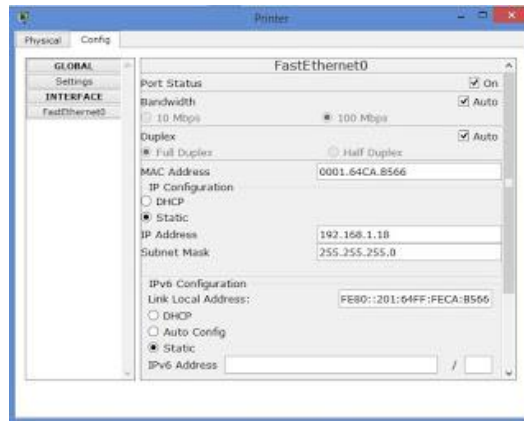 Printer
Physical Config
GLOBAL
Settings
INTERFACE
FastEthernet0
FastEthernet0
Port Status On
Bandwidth Auto
10 Mbps 100 Mbps
Duplex Auto
Full Duplex Half Duplex
MAC Address 0001.64CA.B566
IP Configuration
DHCP
Static
IP Address 192.168.1.18
Subnet Mask 255.255.255.0
IPv6 Configuration
Link Local Address: FE80::201:64FF:FECA:B566
DHCP
Auto Config
Static
IPv6 Address /